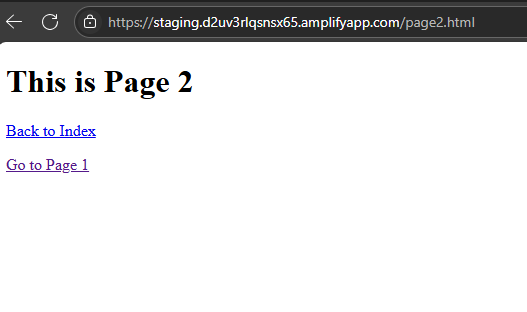 https://staging.d2uv3rlqsnsx65.amplifyapp.com/page2.html
This is Page 2
Back to Index
Go to Page 1